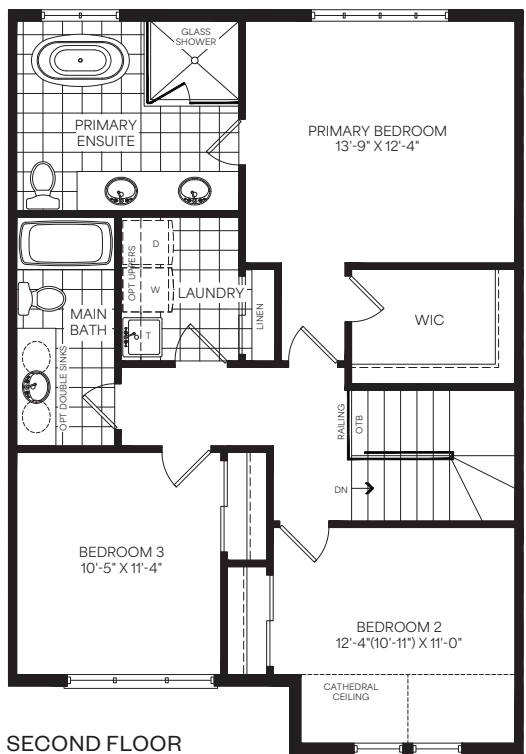 GLASS
SHOWER
PRIMARY
ENSUITE
PRIMARY BEDROOM
13'-9" X 12'-4"
D
OPT UPPERS
W
LAUNDRY
T
LINEN
WIC
MAIN
BATH
OPT DOUBLE SINKS
RAILING
OTB
DN
BEDROOM 3
10'-5" X 11'-4"
BEDROOM 2
12'-4"(10'-11") X 11'-0"
CATHEDRAL
CEILING
SECOND FLOOR